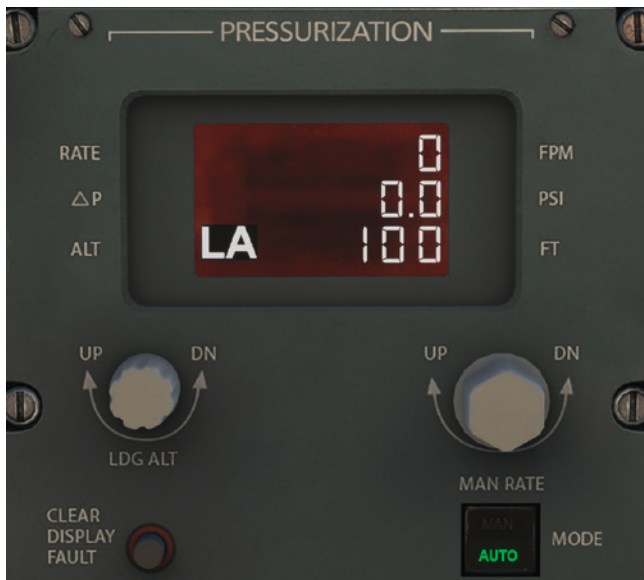 PRESSURIZATION
RATE 0 FPM
△P 0.0 PSI
ALT LA 100 FT
UP DN UP DN
LDG ALT
MAN RATE
CLEAR
DISPLAY
FAULT
MAN
AUTO
MODE